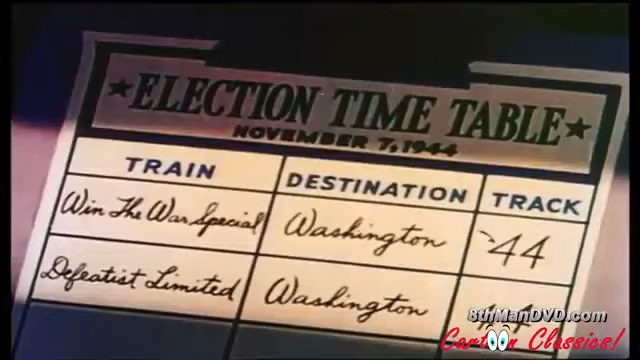 ★ELECTION TIME TABLE★
NOVEMBER 7, 1944
TRAIN DESTINATION TRACK
Win The War Special Washington 44
Defeatist Limited Washington
8thManDVD.com
Cartoon Classics!